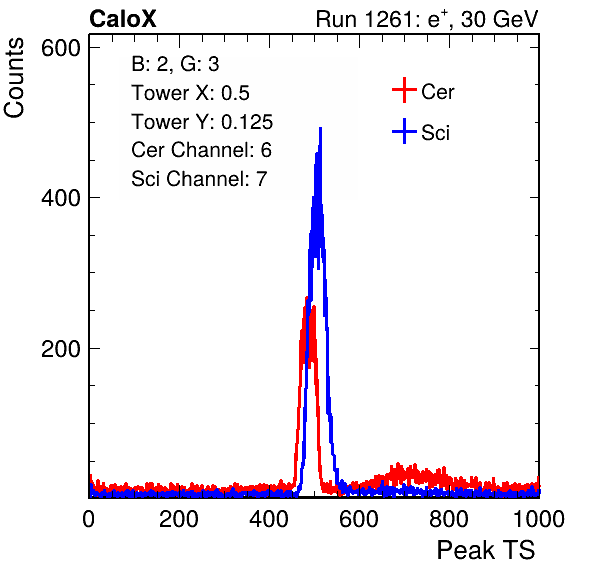 CaloX Run 1261: e⁺, 30 GeV
Counts
600
400
200
B: 2, G: 3
Tower X: 0.5
Tower Y: 0.125
Cer Channel: 6
Sci Channel: 7
Cer
Sci
0 200 400 600 800 1000
Peak TS